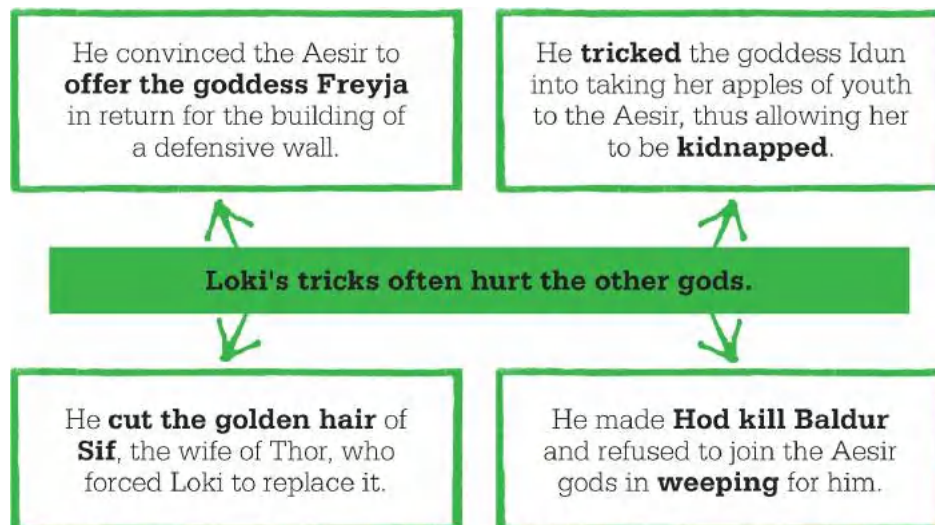 He convinced the Aesir to
offer the goddess Freyja
in return for the building of
a defensive wall.
He tricked the goddess Idun
into taking her apples of youth
to the Aesir, thus allowing her
to be kidnapped.
Loki's tricks often hurt the other gods.
He cut the golden hair of
Sif, the wife of Thor, who
forced Loki to replace it.
He made Hod kill Baldur
and refused to join the Aesir
gods in weeping for him.